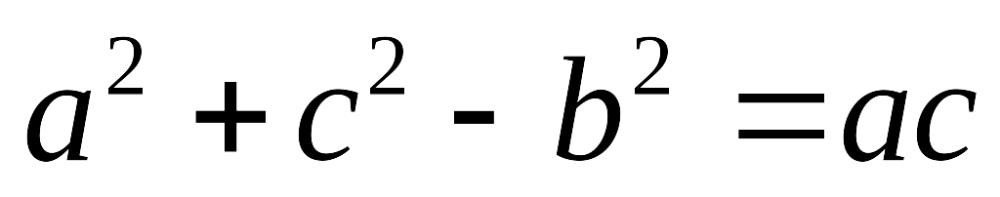 a² + c² - b² = ac